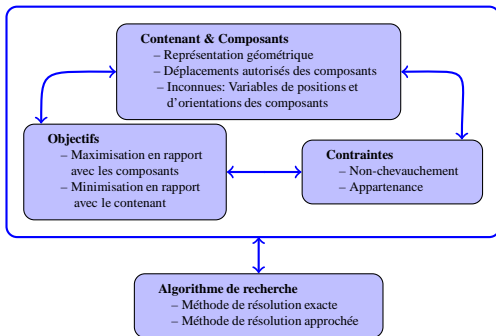 Contenant & Composants
– Représentation géométrique
– Déplacements autorisés des composants
– Inconnues: Variables de positions et
d'orientations des composants
Objectifs
– Maximisation en rapport
avec les composants
– Minimisation en rapport
avec le contenant
Contraintes
– Non-chevauchement
– Appartenance
Algorithme de recherche
– Méthode de résolution exacte
– Méthode de résolution approchée